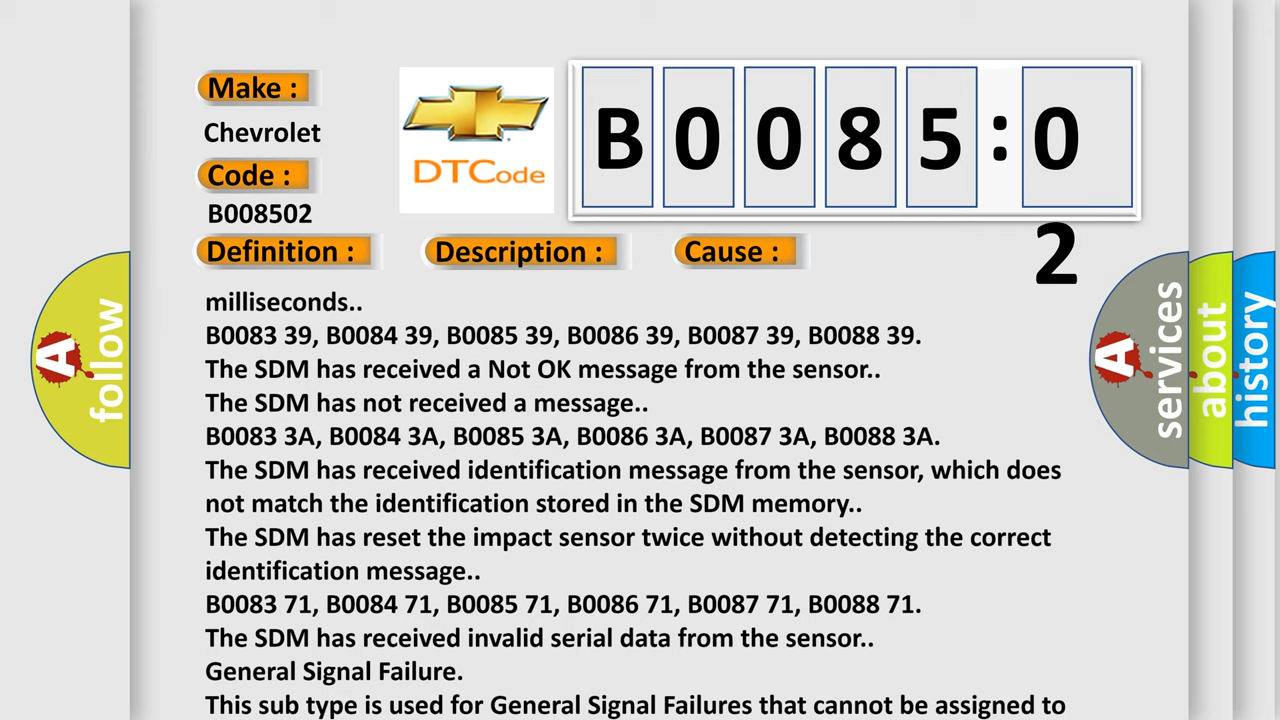 Make :
Chevrolet
Code :
B008502
DTCode
B0085:0
2
Definition :
Description :
Cause :
milliseconds..
B0083 39, B0084 39, B0085 39, B0086 39, B0087 39, B0088 39.
The SDM has received a Not OK message from the sensor..
The SDM has not received a message..
B0083 3A, B0084 3A, B0085 3A, B0086 3A, B0087 3A, B0088 3A.
The SDM has received identification message from the sensor, which does
not match the identification stored in the SDM memory..
The SDM has reset the impact sensor twice without detecting the correct
identification message..
B0083 71, B0084 71, B0085 71, B0086 71, B0087 71, B0088 71.
The SDM has received invalid serial data from the sensor..
General Signal Failure.
This sub type is used for General Signal Failures that cannot be assigned to
A
follow
A
services
about
history